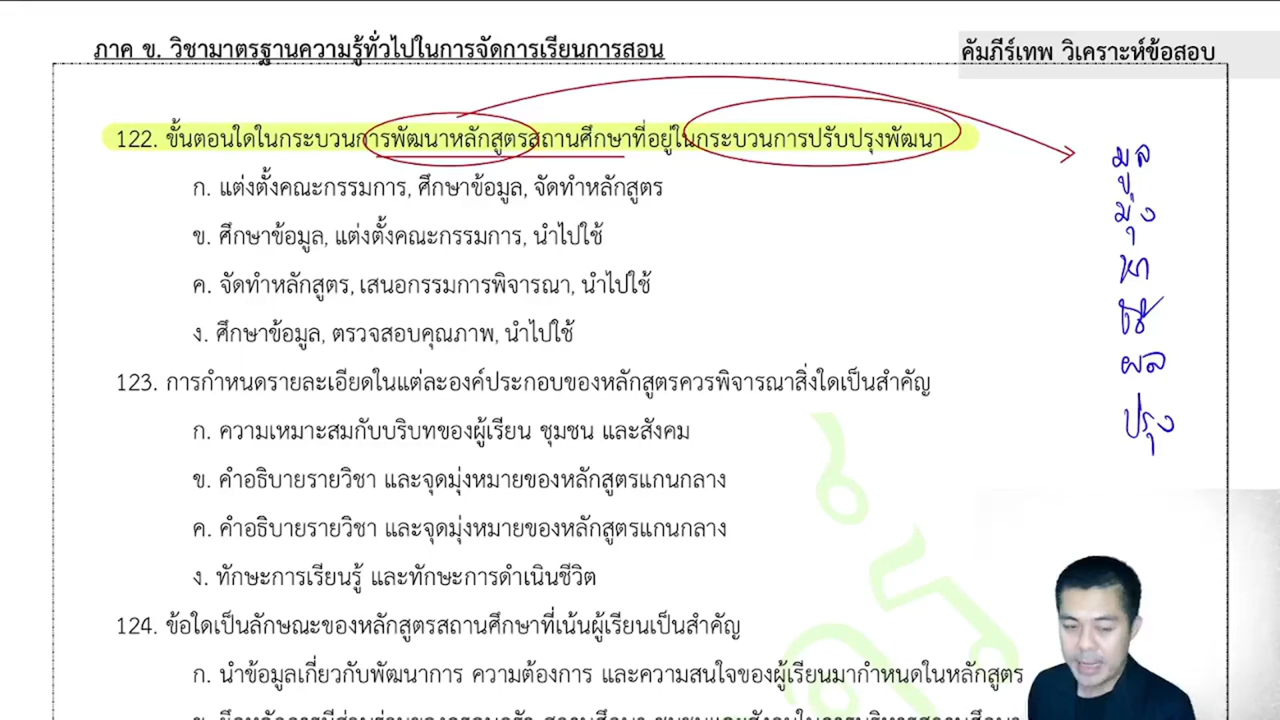 ภาค ข. วิชามาตรฐานความรู้ทั่วไปในการจัดการเรียนการสอน
คัมภีร์เทพ วิเคราะห์ข้อสอบ
122. ขั้นตอนใดในกระบวนการพัฒนาหลักสูตรสถานศึกษาที่อยู่ในกระบวนการปรับปรุงพัฒนา
ก. แต่งตั้งคณะกรรมการ, ศึกษาข้อมูล, จัดทำหลักสูตร
ข. ศึกษาข้อมูล, แต่งตั้งคณะกรรมการ, นำไปใช้
ค. จัดทำหลักสูตร, เสนอกรรมการพิจารณา, นำไปใช้
ง. ศึกษาข้อมูล, ตรวจสอบคุณภาพ, นำไปใช้
มูล
มุ่ง
หา
ใช้
ผล
ปรุง
123. การกำหนดรายละเอียดในแต่ละองค์ประกอบของหลักสูตรควรพิจารณาสิ่งใดเป็นสำคัญ
ก. ความเหมาะสมกับบริบทของผู้เรียน ชุมชน และสังคม
ข. คำอธิบายรายวิชา และจุดมุ่งหมายของหลักสูตรแกนกลาง
ค. คำอธิบายรายวิชา และจุดมุ่งหมายของหลักสูตรแกนกลาง
ง. ทักษะการเรียนรู้ และทักษะการดำเนินชีวิต
124. ข้อใดเป็นลักษณะของหลักสูตรสถานศึกษาที่เน้นผู้เรียนเป็นสำคัญ
ก. นำข้อมูลเกี่ยวกับพัฒนาการ ความต้องการ และความสนใจของผู้เรียนมากำหนดในหลักสูตร